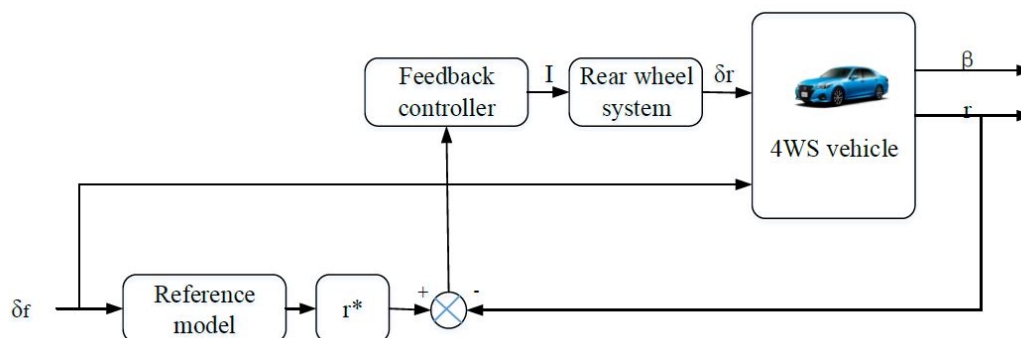 β
Feedback
controller
I
Rear wheel
system
δr
r
4WS vehicle
+
-
δf
Reference
model
r*